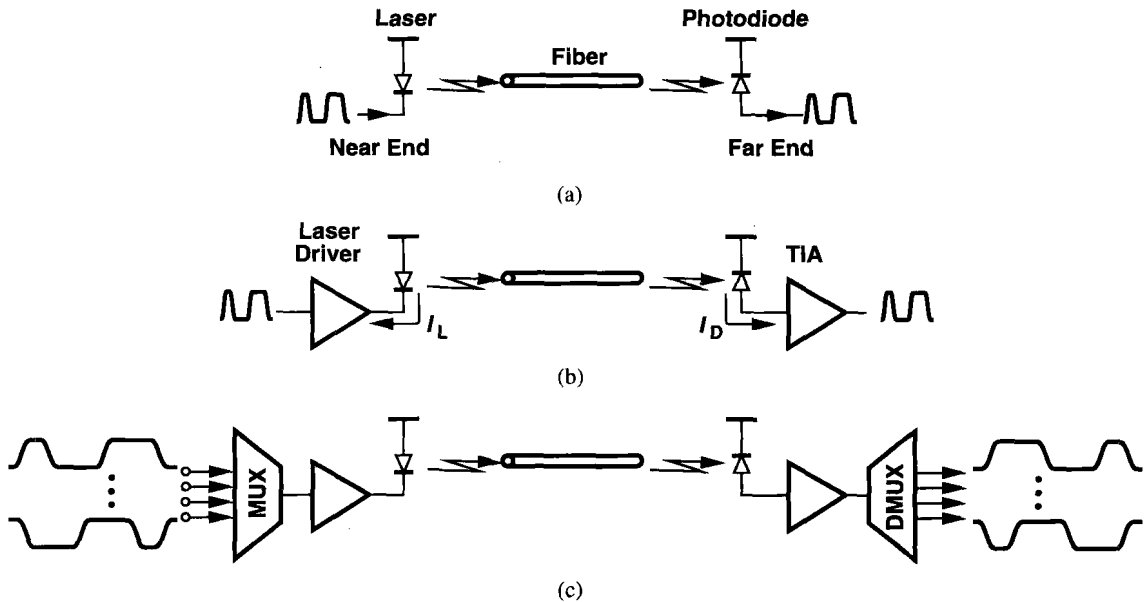 Laser
Photodiode
Fiber
Near End
Far End
(a)
Laser
Driver
TIA
I_L
I_D
(b)
MUX
DMUX
(c)